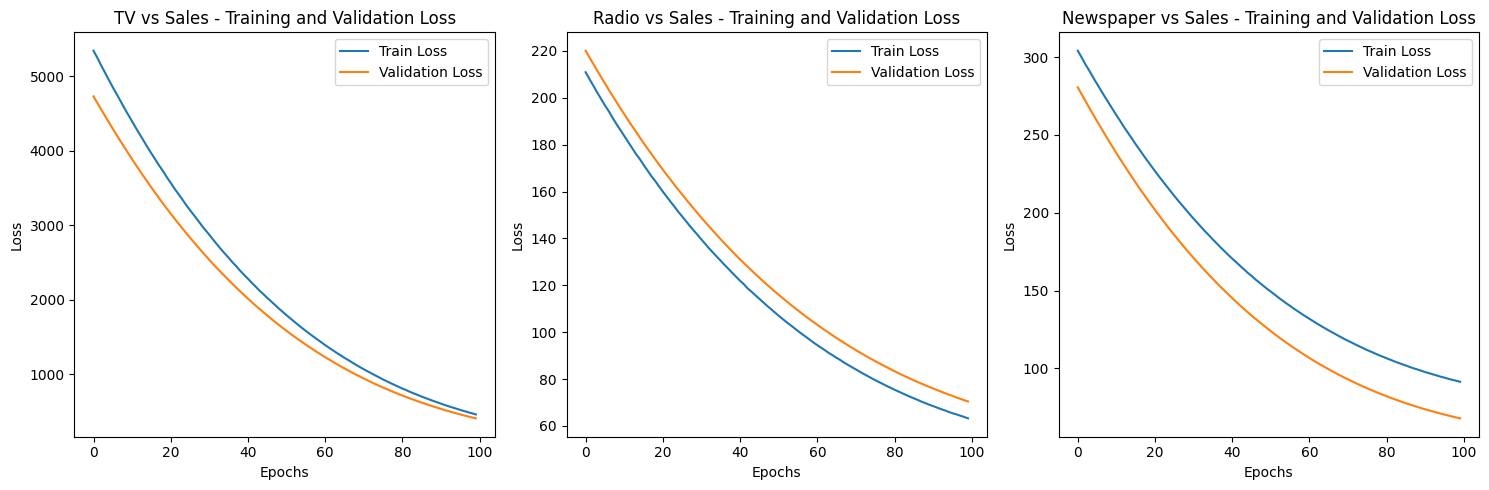 TV vs Sales - Training and Validation Loss
Train Loss
Validation Loss
5000
4000
3000
2000
1000
Loss
0 20 40 60 80 100
Epochs
Radio vs Sales - Training and Validation Loss
Train Loss
Validation Loss
220
200
180
160
140
120
100
80
60
Loss
0 20 40 60 80 100
Epochs
Newspaper vs Sales - Training and Validation Loss
Train Loss
Validation Loss
300
250
200
150
100
Loss
0 20 40 60 80 100
Epochs